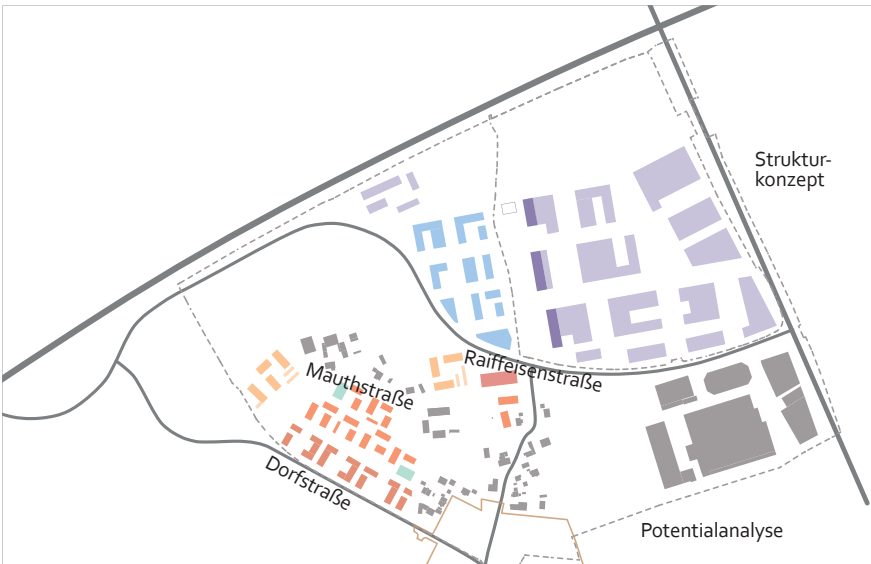 Struktur-
konzept
Raiffeisenstraße
Mauthstraße
Dorfstraße
Potentialanalyse